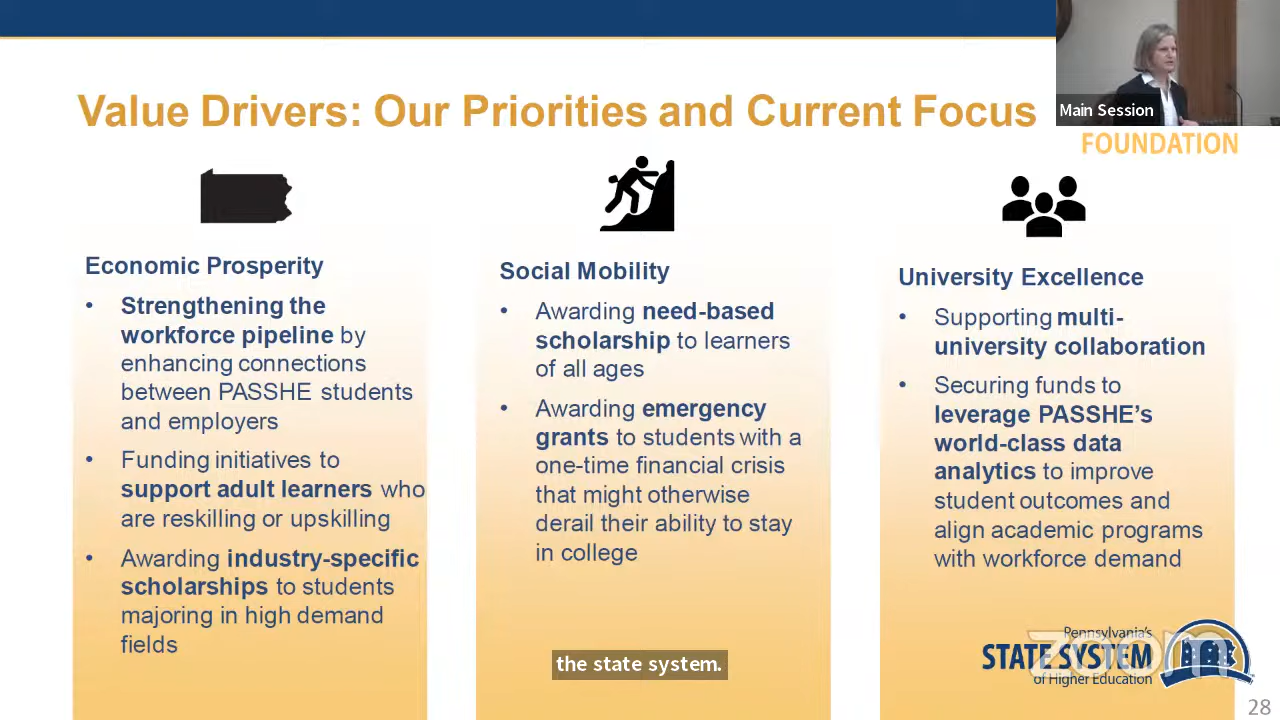 Value Drivers: Our Priorities and Current Focus
Main Session
FOUNDATION
Economic Prosperity
• Strengthening the
workforce pipeline by
enhancing connections
between PASSHE students
and employers
• Funding initiatives to
support adult learners who
are reskilling or upskilling
• Awarding industry-specific
scholarships to students
majoring in high demand
fields
Social Mobility
• Awarding need-based
scholarship to learners
of all ages
• Awarding emergency
grants to students with a
one-time financial crisis
that might otherwise
derail their ability to stay
in college
University Excellence
• Supporting multi-
university collaboration
• Securing funds to
leverage PASSHE’s
world-class data
analytics to improve
student outcomes and
align academic programs
with workforce demand
the state system.
Pennsylvania's
STATE SYSTEM
of Higher Education
zoom
28